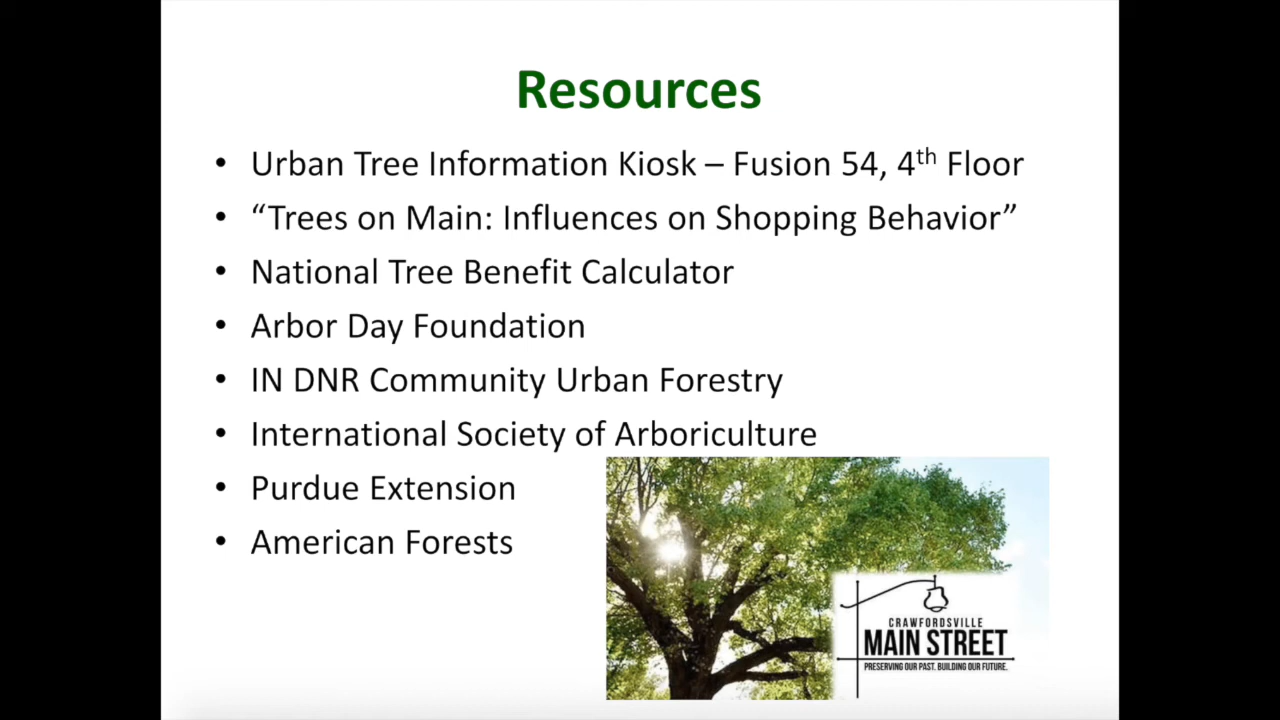 Resources
• Urban Tree Information Kiosk – Fusion 54, 4th Floor
• “Trees on Main: Influences on Shopping Behavior”
• National Tree Benefit Calculator
• Arbor Day Foundation
• IN DNR Community Urban Forestry
• International Society of Arboriculture
• Purdue Extension
• American Forests
CRAWFORDSVILLE
MAIN STREET
PRESERVING OUR PAST. BUILDING OUR FUTURE.